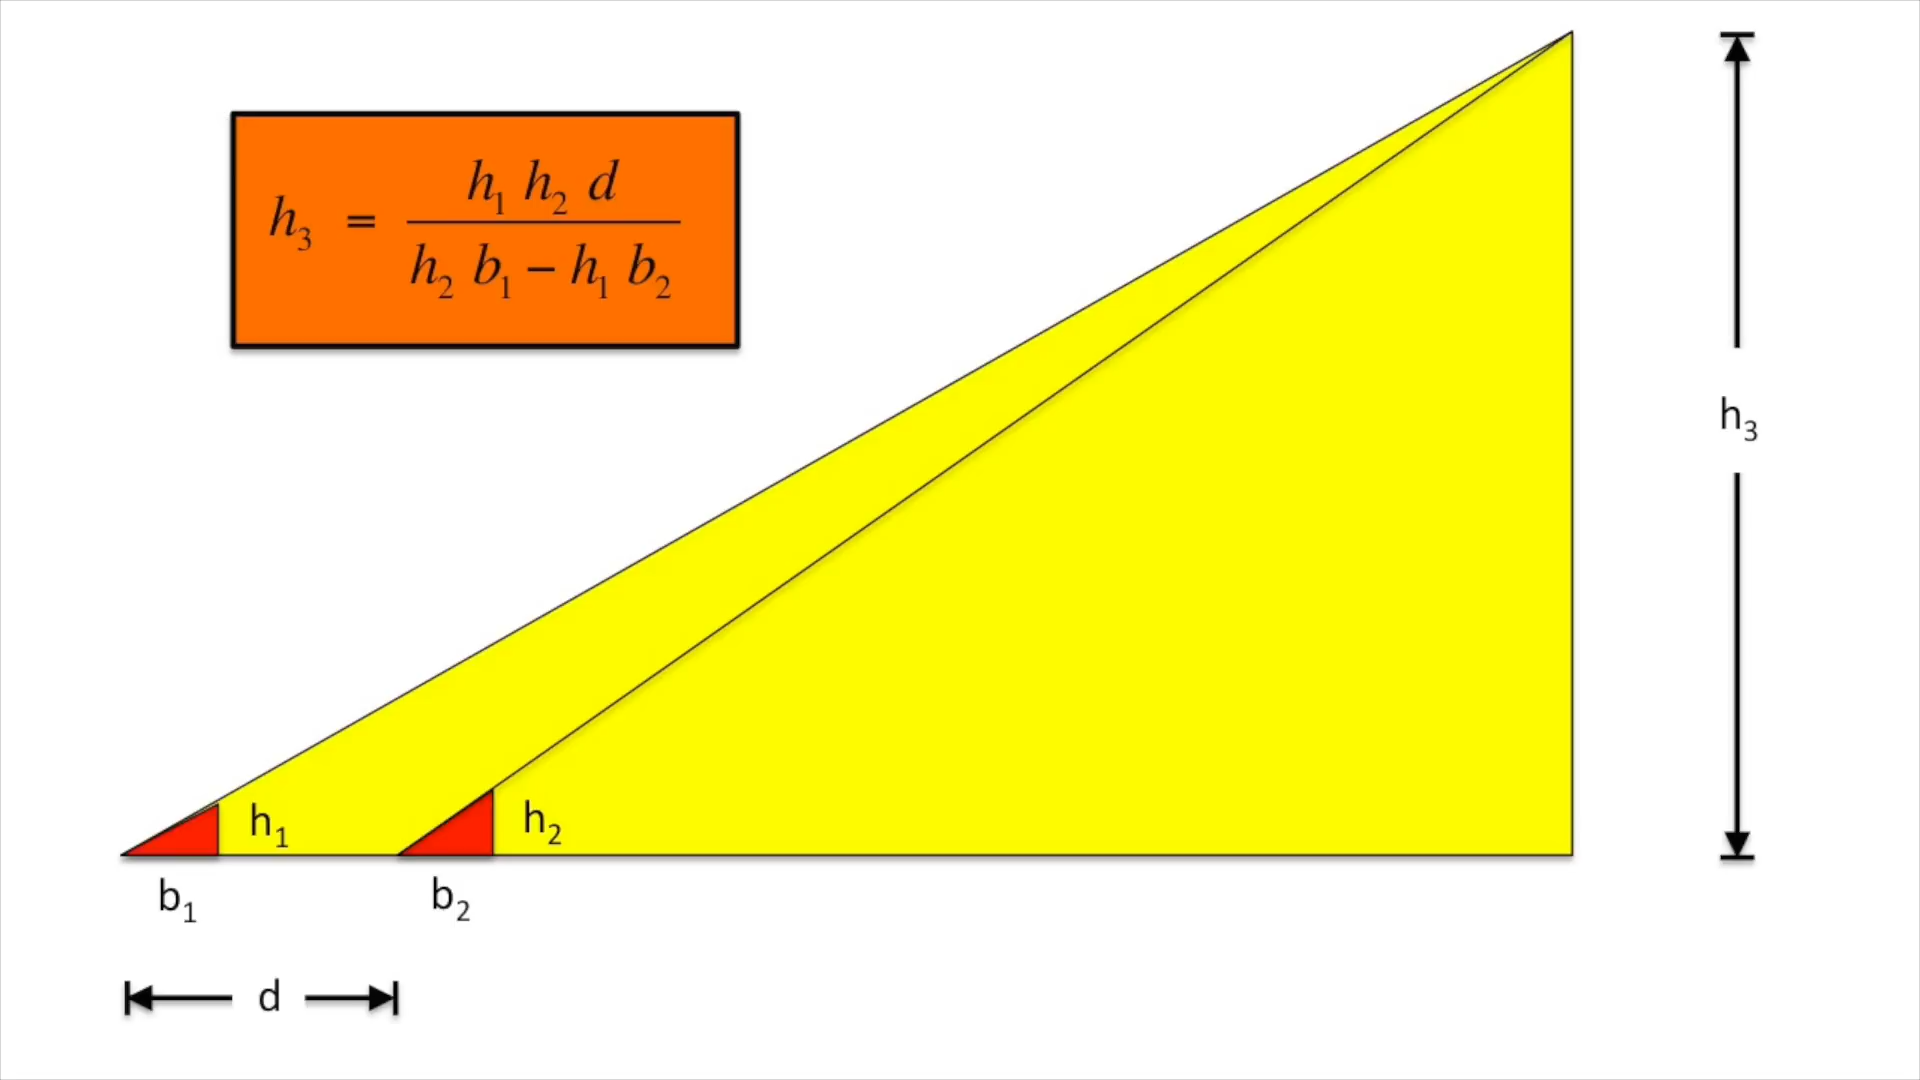 h₃ = h₁ h₂ d / h₂ b₁ − h₁ b₂
h₃
h₁
h₂
b₁
b₂
d